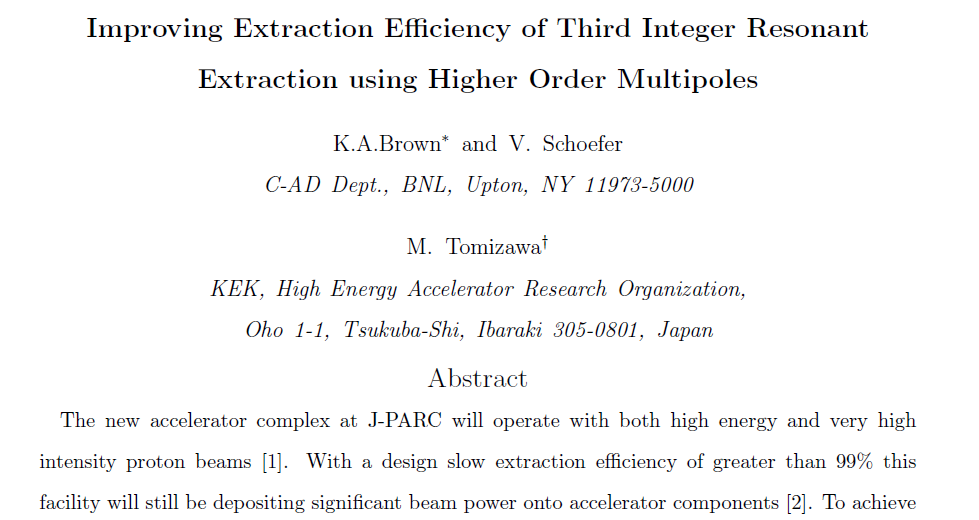 Improving Extraction Efficiency of Third Integer Resonant
Extraction using Higher Order Multipoles
K.A.Brown* and V. Schoefer
C-AD Dept., BNL, Upton, NY 11973-5000
M. Tomizawa†
KEK, High Energy Accelerator Research Organization,
Oho 1-1, Tsukuba-Shi, Ibaraki 305-0801, Japan
Abstract
The new accelerator complex at J-PARC will operate with both high energy and very high
intensity proton beams [1]. With a design slow extraction efficiency of greater than 99% this
facility will still be depositing significant beam power onto accelerator components [2]. To achieve